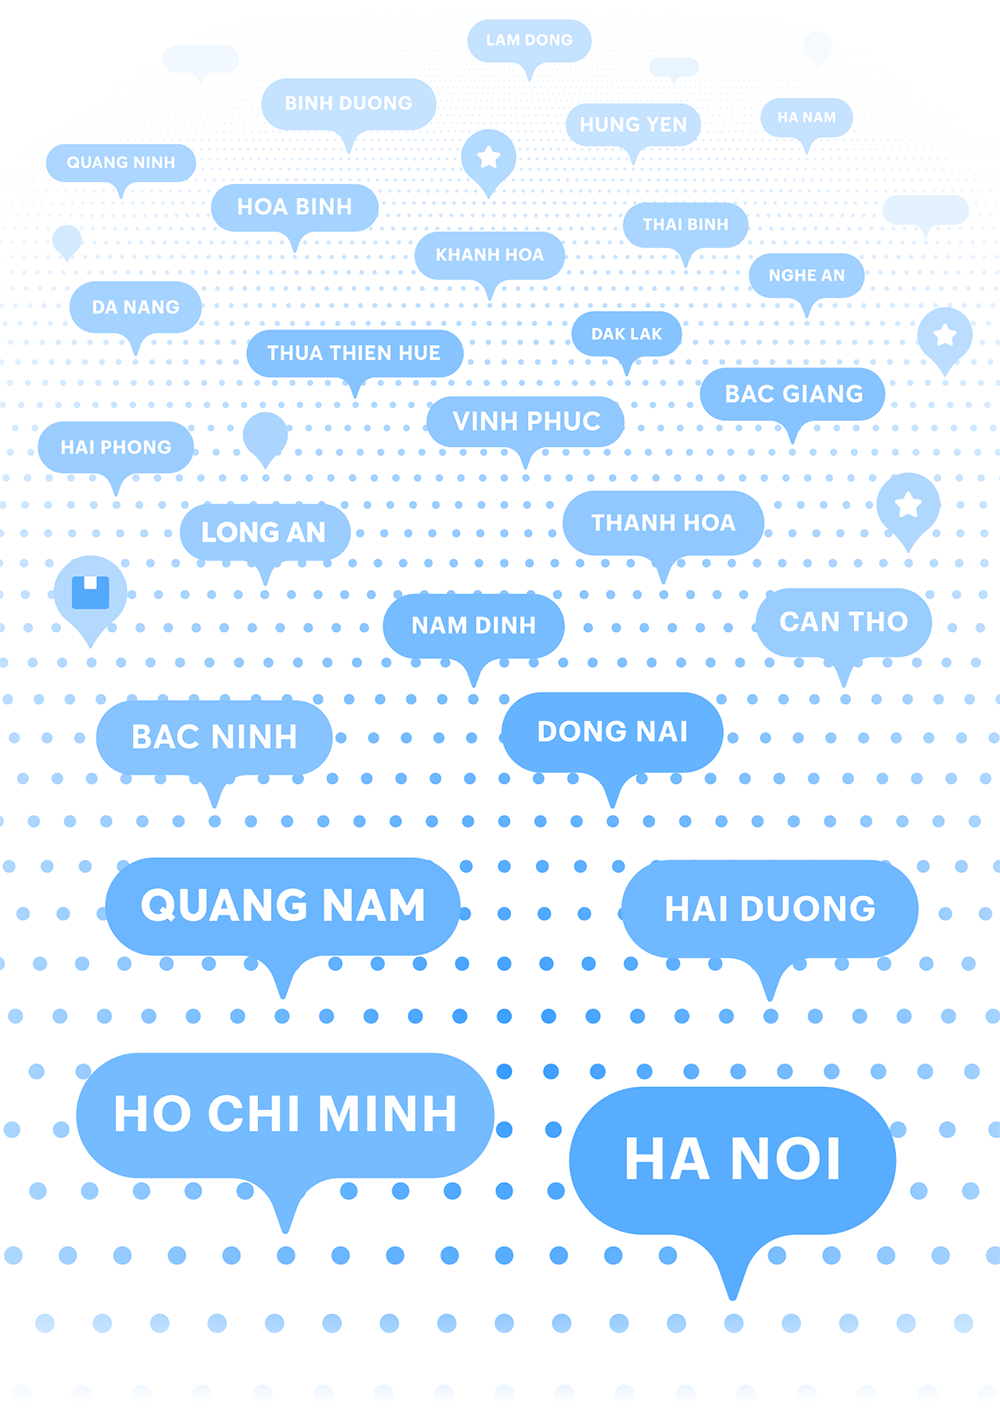 LAM DONG
BINH DUONG
HUNG YEN
HA NAM
QUANG NINH
HOA BINH
THAI BINH
KHANH HOA
NGHE AN
DA NANG
DAK LAK
THUA THIEN HUE
BAC GIANG
VINH PHUC
HAI PHONG
LONG AN
THANH HOA
NAM DINH
CAN THO
BAC NINH
DONG NAI
QUANG NAM
HAI DUONG
HO CHI MINH
HA NOI